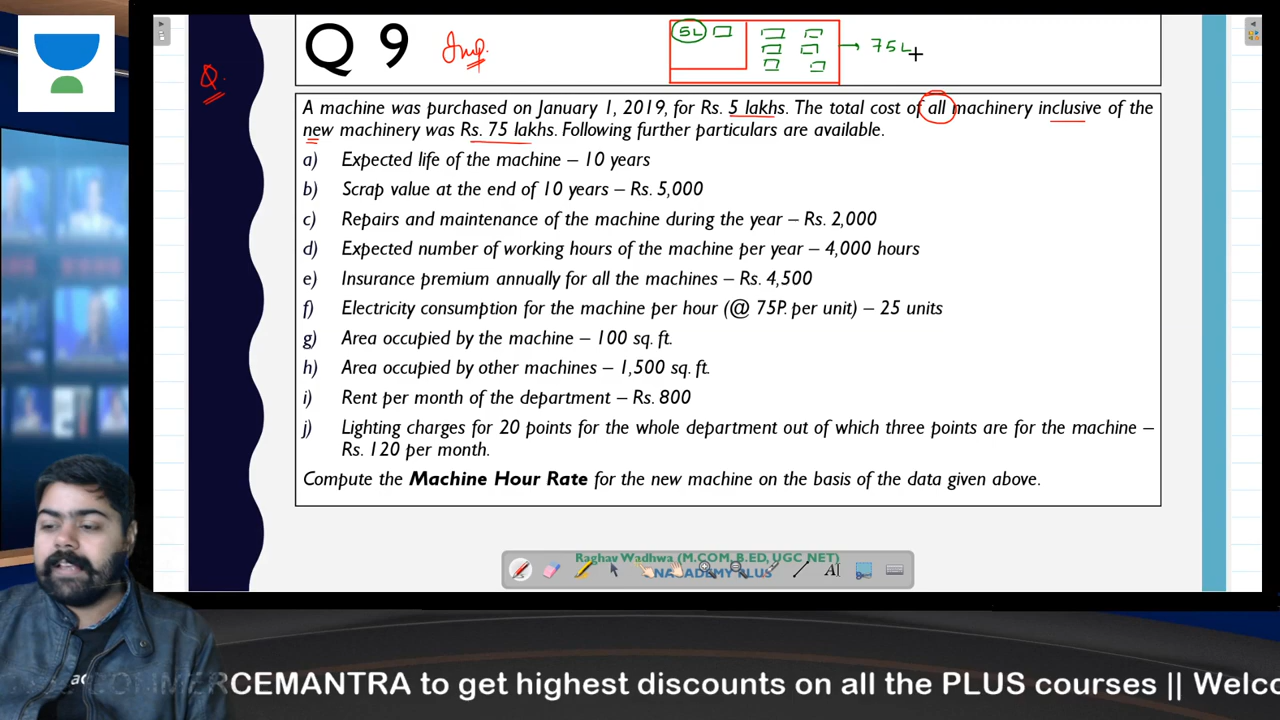 Q 9
Imp.
5L
75L
Q.
A machine was purchased on January 1, 2019, for Rs. 5 lakhs. The total cost of all machinery inclusive of the
new machinery was Rs. 75 lakhs. Following further particulars are available.
a) Expected life of the machine – 10 years
b) Scrap value at the end of 10 years – Rs. 5,000
c) Repairs and maintenance of the machine during the year – Rs. 2,000
d) Expected number of working hours of the machine per year – 4,000 hours
e) Insurance premium annually for all the machines – Rs. 4,500
f) Electricity consumption for the machine per hour (@ 75P. per unit) – 25 units
g) Area occupied by the machine – 100 sq. ft.
h) Area occupied by other machines – 1,500 sq. ft.
i) Rent per month of the department – Rs. 800
j) Lighting charges for 20 points for the whole department out of which three points are for the machine –
Rs. 120 per month.
Compute the Machine Hour Rate for the new machine on the basis of the data given above.
Raghav Wadhwa (M.COM, B.ED, UGC NET)
NACADEMY PLUS
CEMANTRA to get highest discounts on all the PLUS courses || Welco